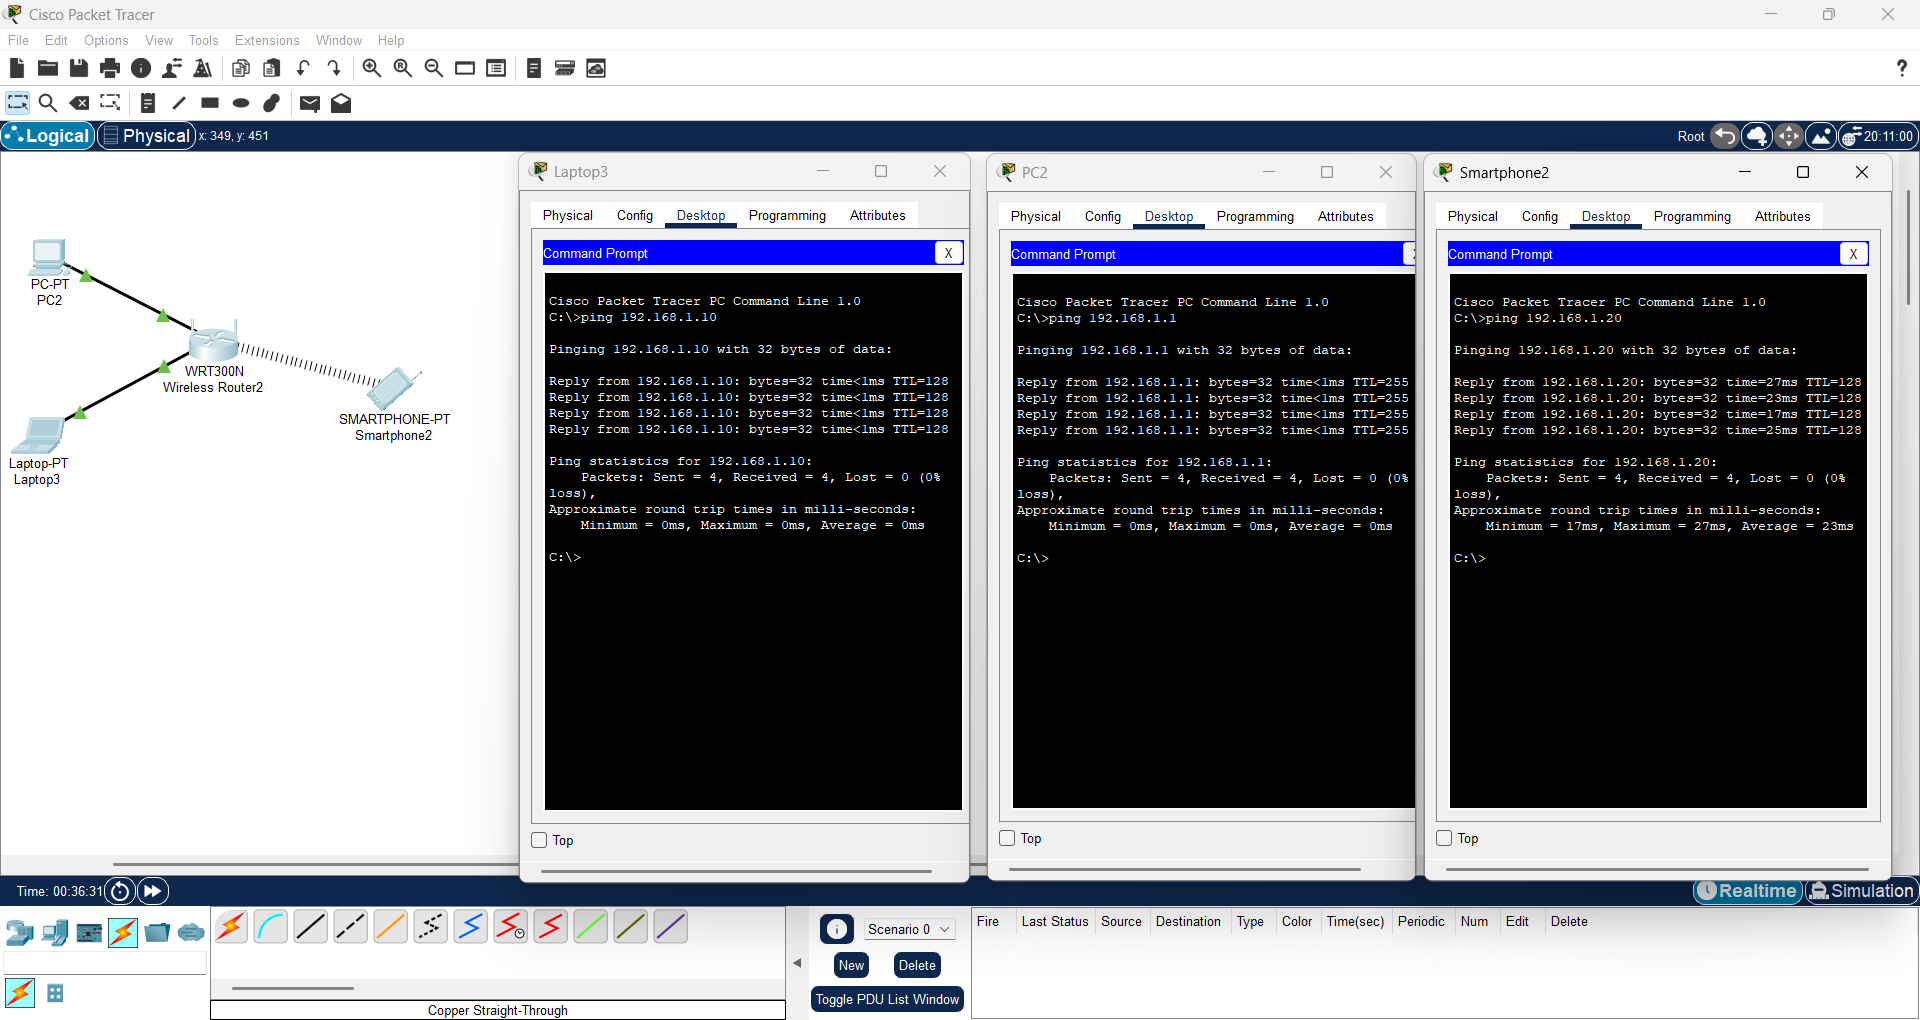 Cisco Packet Tracer
File Edit Options View Tools Extensions Window Help
Logical Physical x: 349, y: 451 Root 20:11:00
PC-PT
PC2
WRT300N
Wireless Router2
SMARTPHONE-PT
Smartphone2
Laptop-PT
Laptop3
Laptop3
Physical Config Desktop Programming Attributes
Command Prompt X
Cisco Packet Tracer PC Command Line 1.0
C:\>ping 192.168.1.10
Pinging 192.168.1.10 with 32 bytes of data:
Reply from 192.168.1.10: bytes=32 time<1ms TTL=128
Reply from 192.168.1.10: bytes=32 time<1ms TTL=128
Reply from 192.168.1.10: bytes=32 time<1ms TTL=128
Reply from 192.168.1.10: bytes=32 time<1ms TTL=128
Ping statistics for 192.168.1.10:
Packets: Sent = 4, Received = 4, Lost = 0 (0%
loss),
Approximate round trip times in milli-seconds:
Minimum = 0ms, Maximum = 0ms, Average = 0ms
C:\>
Top
PC2
Physical Config Desktop Programming Attributes
Command Prompt
Cisco Packet Tracer PC Command Line 1.0
C:\>ping 192.168.1.1
Pinging 192.168.1.1 with 32 bytes of data:
Reply from 192.168.1.1: bytes=32 time<1ms TTL=255
Reply from 192.168.1.1: bytes=32 time<1ms TTL=255
Reply from 192.168.1.1: bytes=32 time<1ms TTL=255
Reply from 192.168.1.1: bytes=32 time<1ms TTL=255
Ping statistics for 192.168.1.1:
Packets: Sent = 4, Received = 4, Lost = 0 (0%
loss),
Approximate round trip times in milli-seconds:
Minimum = 0ms, Maximum = 0ms, Average = 0ms
C:\>
Top
Smartphone2
Physical Config Desktop Programming Attributes
Command Prompt X
Cisco Packet Tracer PC Command Line 1.0
C:\>ping 192.168.1.20
Pinging 192.168.1.20 with 32 bytes of data:
Reply from 192.168.1.20: bytes=32 time=27ms TTL=128
Reply from 192.168.1.20: bytes=32 time=23ms TTL=128
Reply from 192.168.1.20: bytes=32 time=17ms TTL=128
Reply from 192.168.1.20: bytes=32 time=25ms TTL=128
Ping statistics for 192.168.1.20:
Packets: Sent = 4, Received = 4, Lost = 0 (0%
loss),
Approximate round trip times in milli-seconds:
Minimum = 17ms, Maximum = 27ms, Average = 23ms
C:\>
Top
Time: 00:36:31 Realtime Simulation
Scenario 0
New Delete
Toggle PDU List Window
Fire Last Status Source Destination Type Color Time(sec) Periodic Num Edit Delete
Copper Straight-Through